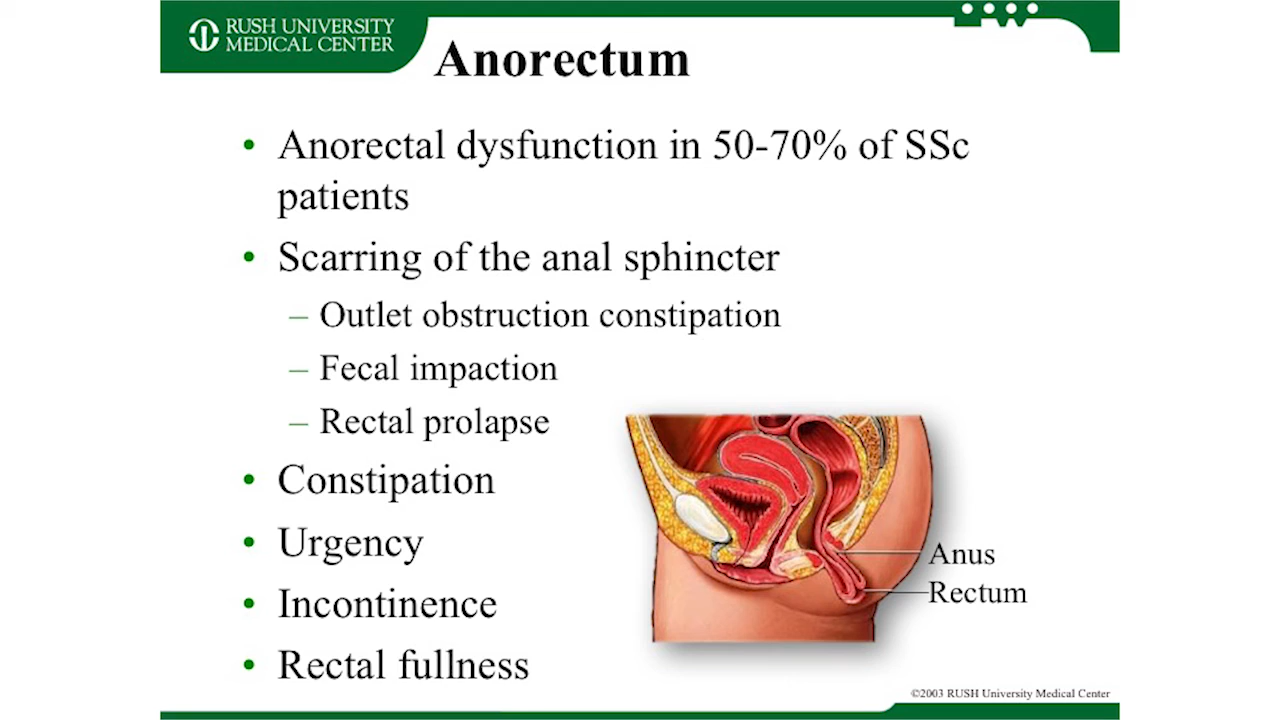 RUSH UNIVERSITY
MEDICAL CENTER
Anorectum
• Anorectal dysfunction in 50-70% of SSc
patients
• Scarring of the anal sphincter
– Outlet obstruction constipation
– Fecal impaction
– Rectal prolapse
• Constipation
• Urgency
• Incontinence
• Rectal fullness
Anus
Rectum
©2003 RUSH University Medical Center